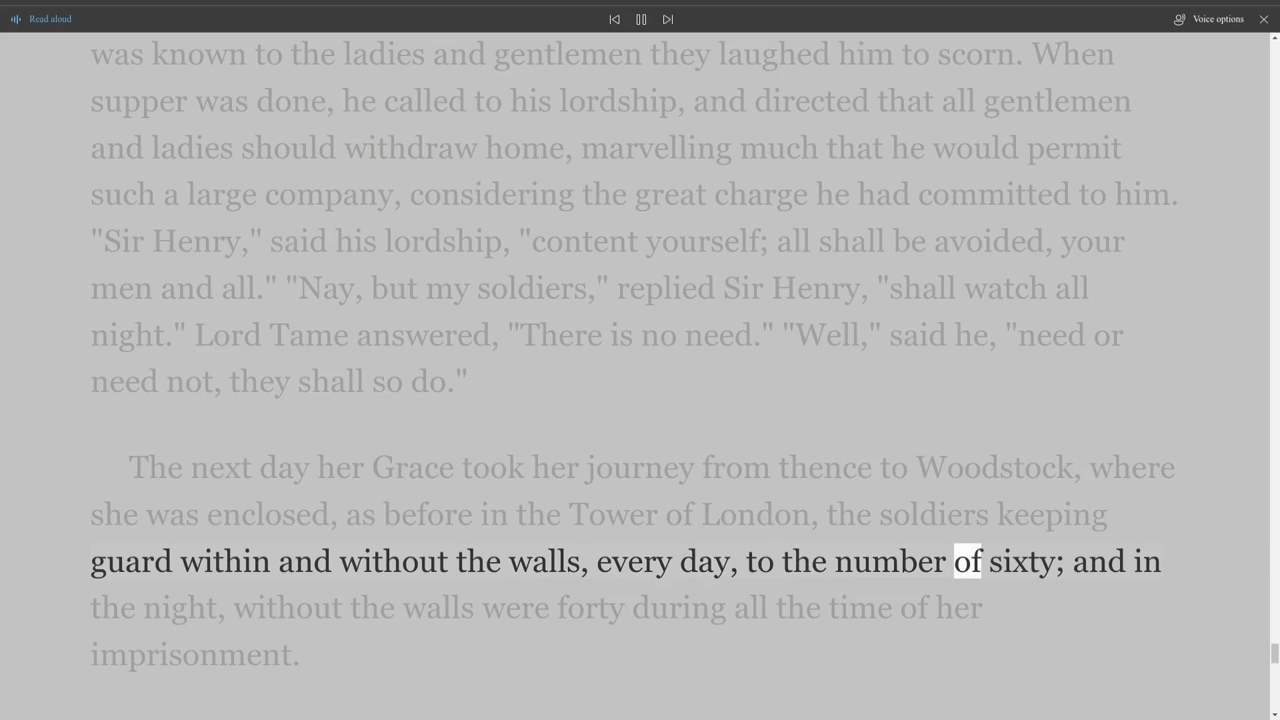 Read aloud
Voice options
was known to the ladies and gentlemen they laughed him to scorn. When
supper was done, he called to his lordship, and directed that all gentlemen
and ladies should withdraw home, marvelling much that he would permit
such a large company, considering the great charge he had committed to him.
"Sir Henry," said his lordship, "content yourself; all shall be avoided, your
men and all." "Nay, but my soldiers," replied Sir Henry, "shall watch all
night." Lord Tame answered, "There is no need." "Well," said he, "need or
need not, they shall so do."
The next day her Grace took her journey from thence to Woodstock, where
she was enclosed, as before in the Tower of London, the soldiers keeping
guard within and without the walls, every day, to the number of sixty; and in
the night, without the walls were forty during all the time of her
imprisonment.